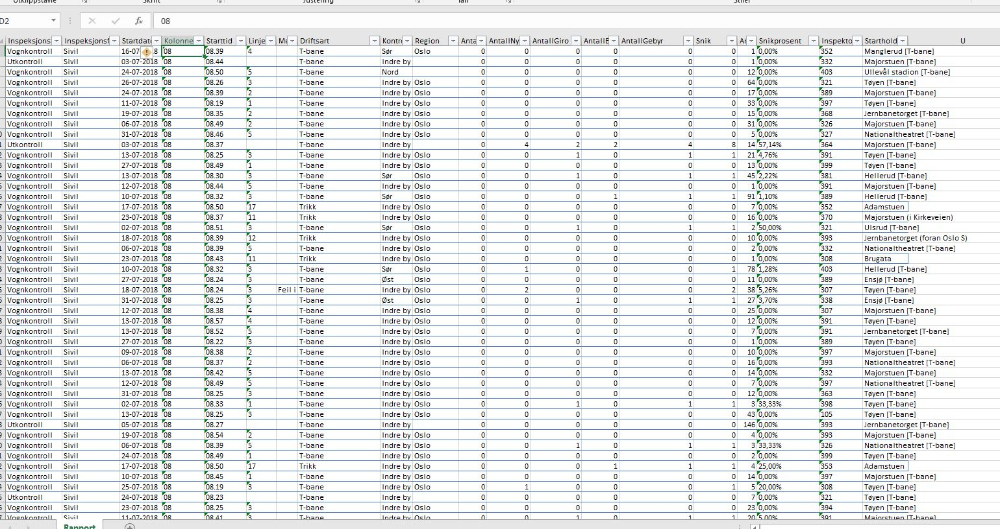 Utklippstavle Skrift Justering Tall Stiler
D2 fx 08
Inspeksjons Inspeksjonsf Startdato Kolonne Starttid Linje Me Driftsart Kontro Region Anta AntallNy AntallGiro AntallB AntallGebyr Snik An Snikprosent Inspekto Starthold U
Vognkontroll Sivil 16-07 8 08 08.39 4 T-bane Sør Oslo 0 0 0 0 0 0 1 0,00% 352 Manglerud [T-bane]
Utkontroll Sivil 03-07-2018 08 08.44 T-bane Indre by 0 0 0 0 0 0 1 0,00% 332 Majorstuen [T-bane]
Vognkontroll Sivil 24-07-2018 08 08.50 5 T-bane Nord 0 0 0 0 0 0 12 0,00% 403 Ullevål stadion [T-bane]
Vognkontroll Sivil 26-07-2018 08 08.26 3 T-bane Indre by Oslo 0 0 0 0 0 0 64 0,00% 321 Tøyen [T-bane]
Vognkontroll Sivil 24-07-2018 08 08.39 2 T-bane Indre by Oslo 0 0 0 0 0 0 17 0,00% 389 Majorstuen [T-bane]
Vognkontroll Sivil 11-07-2018 08 08.19 1 T-bane Indre by Oslo 0 0 0 0 0 0 33 0,00% 397 Tøyen [T-bane]
Vognkontroll Sivil 19-07-2018 08 08.35 2 T-bane Indre by Oslo 0 0 0 0 0 0 15 0,00% 368 Jernbanetorget [T-bane]
Vognkontroll Sivil 06-07-2018 08 08.49 2 T-bane Indre by Oslo 0 0 0 0 0 0 31 0,00% 326 Majorstuen [T-bane]
Vognkontroll Sivil 31-07-2018 08 08.46 5 T-bane Indre by Oslo 0 0 0 0 0 0 5 0,00% 327 Nationaltheatret [T-bane]
Utkontroll Sivil 03-07-2018 08 08.37 T-bane Indre by 0 4 2 2 4 8 14 57,14% 364 Majorstuen [T-bane]
Vognkontroll Sivil 13-07-2018 08 08.25 3 T-bane Indre by Oslo 0 0 1 0 1 1 21 4,76% 391 Tøyen [T-bane]
Vognkontroll Sivil 27-07-2018 08 08.49 1 T-bane Indre by Oslo 0 0 0 0 0 0 13 0,00% 399 Tøyen [T-bane]
Vognkontroll Sivil 13-07-2018 08 08.30 3 T-bane Sør Oslo 0 0 1 0 1 1 45 2,22% 381 Hellerud [T-bane]
Vognkontroll Sivil 12-07-2018 08 08.44 5 T-bane Indre by Oslo 0 0 0 0 0 0 1 0,00% 391 Majorstuen [T-bane]
Vognkontroll Sivil 10-07-2018 08 08.32 3 T-bane Sør Oslo 0 0 0 1 1 1 91 1,10% 389 Hellerud [T-bane]
Vognkontroll Sivil 17-07-2018 08 08.50 17 Trikk Indre by Oslo 0 0 0 0 0 0 7 0,00% 352 Adamstuen
Vognkontroll Sivil 23-07-2018 08 08.37 11 Trikk Indre by Oslo 0 0 0 0 0 0 16 0,00% 370 Majorstuen (i Kirkeveien)
Vognkontroll Sivil 02-07-2018 08 08.51 3 T-bane Sør Oslo 0 0 1 0 1 1 2 50,00% 321 Ulsrud [T-bane]
Vognkontroll Sivil 18-07-2018 08 08.39 12 Trikk Indre by Oslo 0 0 0 0 0 0 10 0,00% 393 Jernbanetorget (foran Oslo S)
Vognkontroll Sivil 06-07-2018 08 08.39 5 T-bane Indre by Oslo 0 0 0 0 0 0 2 0,00% 332 Nationaltheatret [T-bane]
Vognkontroll Sivil 23-07-2018 08 08.43 11 Trikk Indre by Oslo 0 0 0 0 0 0 1 0,00% 308 Brugata
Vognkontroll Sivil 10-07-2018 08 08.32 3 T-bane Sør Oslo 0 1 0 0 0 1 78 1,28% 403 Hellerud [T-bane]
Vognkontroll Sivil 27-07-2018 08 08.24 3 T-bane Øst Oslo 0 0 0 0 0 0 11 0,00% 389 Ensjø [T-bane]
Vognkontroll Sivil 18-07-2018 08 08.24 3 Feil i T-bane Indre by Oslo 0 2 0 0 0 2 38 5,26% 307 Tøyen [T-bane]
Vognkontroll Sivil 31-07-2018 08 08.25 3 T-bane Øst Oslo 0 0 1 0 1 1 27 3,70% 338 Ensjø [T-bane]
Vognkontroll Sivil 12-07-2018 08 08.38 4 T-bane Indre by Oslo 0 0 0 0 0 0 25 0,00% 307 Majorstuen [T-bane]
Vognkontroll Sivil 13-07-2018 08 08.57 4 T-bane Indre by Oslo 0 0 0 0 0 0 12 0,00% 391 Tøyen [T-bane]
Vognkontroll Sivil 13-07-2018 08 08.52 5 T-bane Indre by Oslo 0 0 0 0 0 0 7 0,00% 391 Jernbanetorget [T-bane]
Vognkontroll Sivil 27-07-2018 08 08.22 3 T-bane Indre by Oslo 0 0 0 0 0 0 1 0,00% 389 Tøyen [T-bane]
Vognkontroll Sivil 09-07-2018 08 08.38 2 T-bane Indre by Oslo 0 0 0 0 0 0 10 0,00% 397 Majorstuen [T-bane]
Vognkontroll Sivil 06-07-2018 08 08.37 2 T-bane Indre by Oslo 0 0 0 0 0 0 16 0,00% 393 Nationaltheatret [T-bane]
Vognkontroll Sivil 13-07-2018 08 08.42 5 T-bane Indre by Oslo 0 0 0 0 0 0 14 0,00% 332 Majorstuen [T-bane]
Vognkontroll Sivil 12-07-2018 08 08.49 5 T-bane Indre by Oslo 0 0 0 0 0 0 7 0,00% 397 Nationaltheatret [T-bane]
Vognkontroll Sivil 31-07-2018 08 08.25 3 T-bane Indre by Oslo 0 0 0 0 0 0 12 0,00% 363 Tøyen [T-bane]
Vognkontroll Sivil 02-07-2018 08 08.33 1 T-bane Indre by Oslo 0 0 1 0 1 1 3 33,33% 398 Tøyen [T-bane]
Vognkontroll Sivil 13-07-2018 08 08.25 3 T-bane Indre by Oslo 0 0 0 0 0 0 43 0,00% 105 Tøyen [T-bane]
Utkontroll Sivil 05-07-2018 08 08.27 T-bane Indre by 0 0 0 0 0 0 146 0,00% 393 Jernbanetorget [T-bane]
Vognkontroll Sivil 19-07-2018 08 08.54 2 T-bane Indre by Oslo 0 0 0 0 0 0 4 0,00% 393 Majorstuen [T-bane]
Vognkontroll Sivil 06-07-2018 08 08.39 5 T-bane Indre by Oslo 0 0 1 0 1 1 3 33,33% 326 Nationaltheatret [T-bane]
Vognkontroll Sivil 24-07-2018 08 08.49 1 T-bane Indre by Oslo 0 0 0 0 0 0 2 0,00% 399 Tøyen [T-bane]
Vognkontroll Sivil 17-07-2018 08 08.50 17 Trikk Indre by Oslo 0 0 0 1 1 1 4 25,00% 353 Adamstuen
Vognkontroll Sivil 10-07-2018 08 08.45 1 T-bane Indre by Oslo 0 0 0 0 0 0 14 0,00% 397 Majorstuen [T-bane]
Vognkontroll Sivil 25-07-2018 08 08.19 3 T-bane Indre by Oslo 0 1 0 0 0 1 5 20,00% 308 Tøyen [T-bane]
Utkontroll Sivil 24-07-2018 08 08.23 T-bane Indre by 0 0 0 0 0 0 7 0,00% 321 Tøyen [T-bane]
Vognkontroll Sivil 23-07-2018 08 08.25 3 T-bane Indre by Oslo 0 0 0 0 0 0 23 0,00% 394 Tøyen [T-bane]
Vognkontroll Sivil 11-07-2018 08 08.41 3 T-bane Indre by Oslo 0 0 1 0 1 1 20 5,00% 391 Majorstuen [T-bane]
Rapport